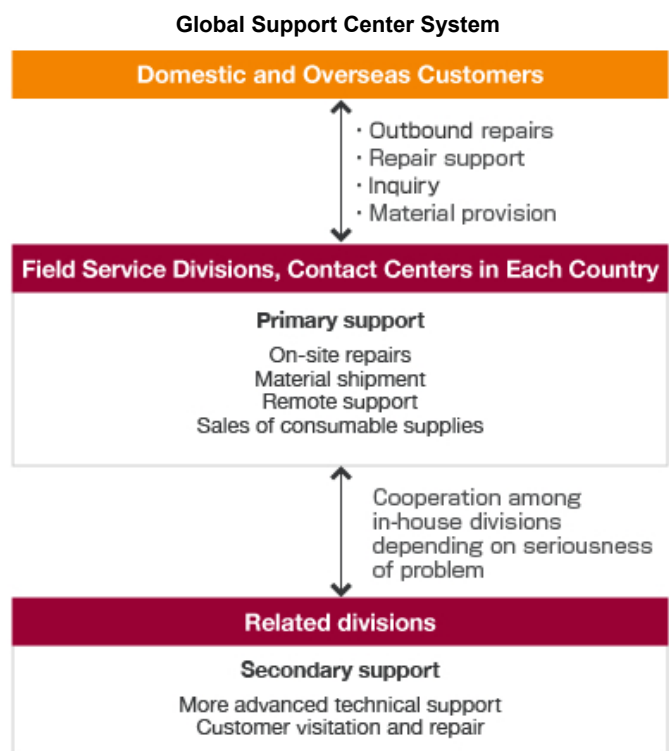 Global Support Center System
Domestic and Overseas Customers
· Outbound repairs
· Repair support
· Inquiry
· Material provision
Field Service Divisions, Contact Centers in Each Country
Primary support
On-site repairs
Material shipment
Remote support
Sales of consumable supplies
Cooperation among
in-house divisions
depending on seriousness
of problem
Related divisions
Secondary support
More advanced technical support
Customer visitation and repair